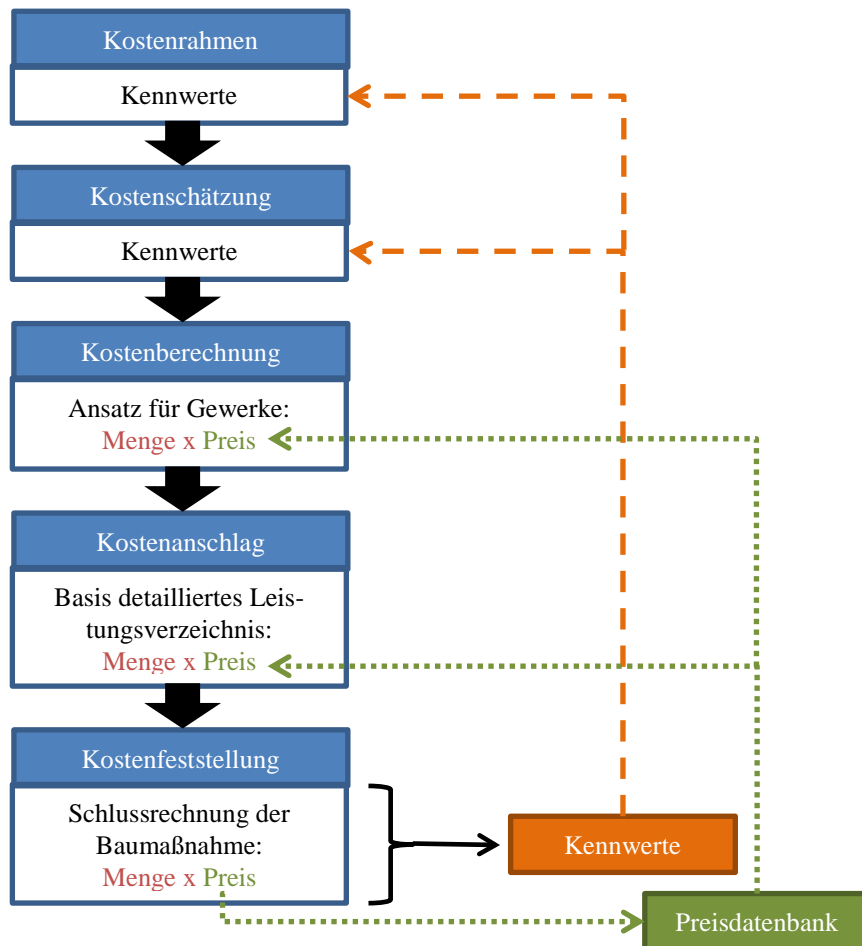 Kostenrahmen
Kennwerte
Kostenschätzung
Kennwerte
Kostenberechnung
Ansatz für Gewerke:
Menge x Preis
Kostenanschlag
Basis detailliertes Leis-
tungsverzeichnis:
Menge x Preis
Kostenfeststellung
Schlussrechnung der
Baumaßnahme:
Menge x Preis
Kennwerte
Preisdatenbank